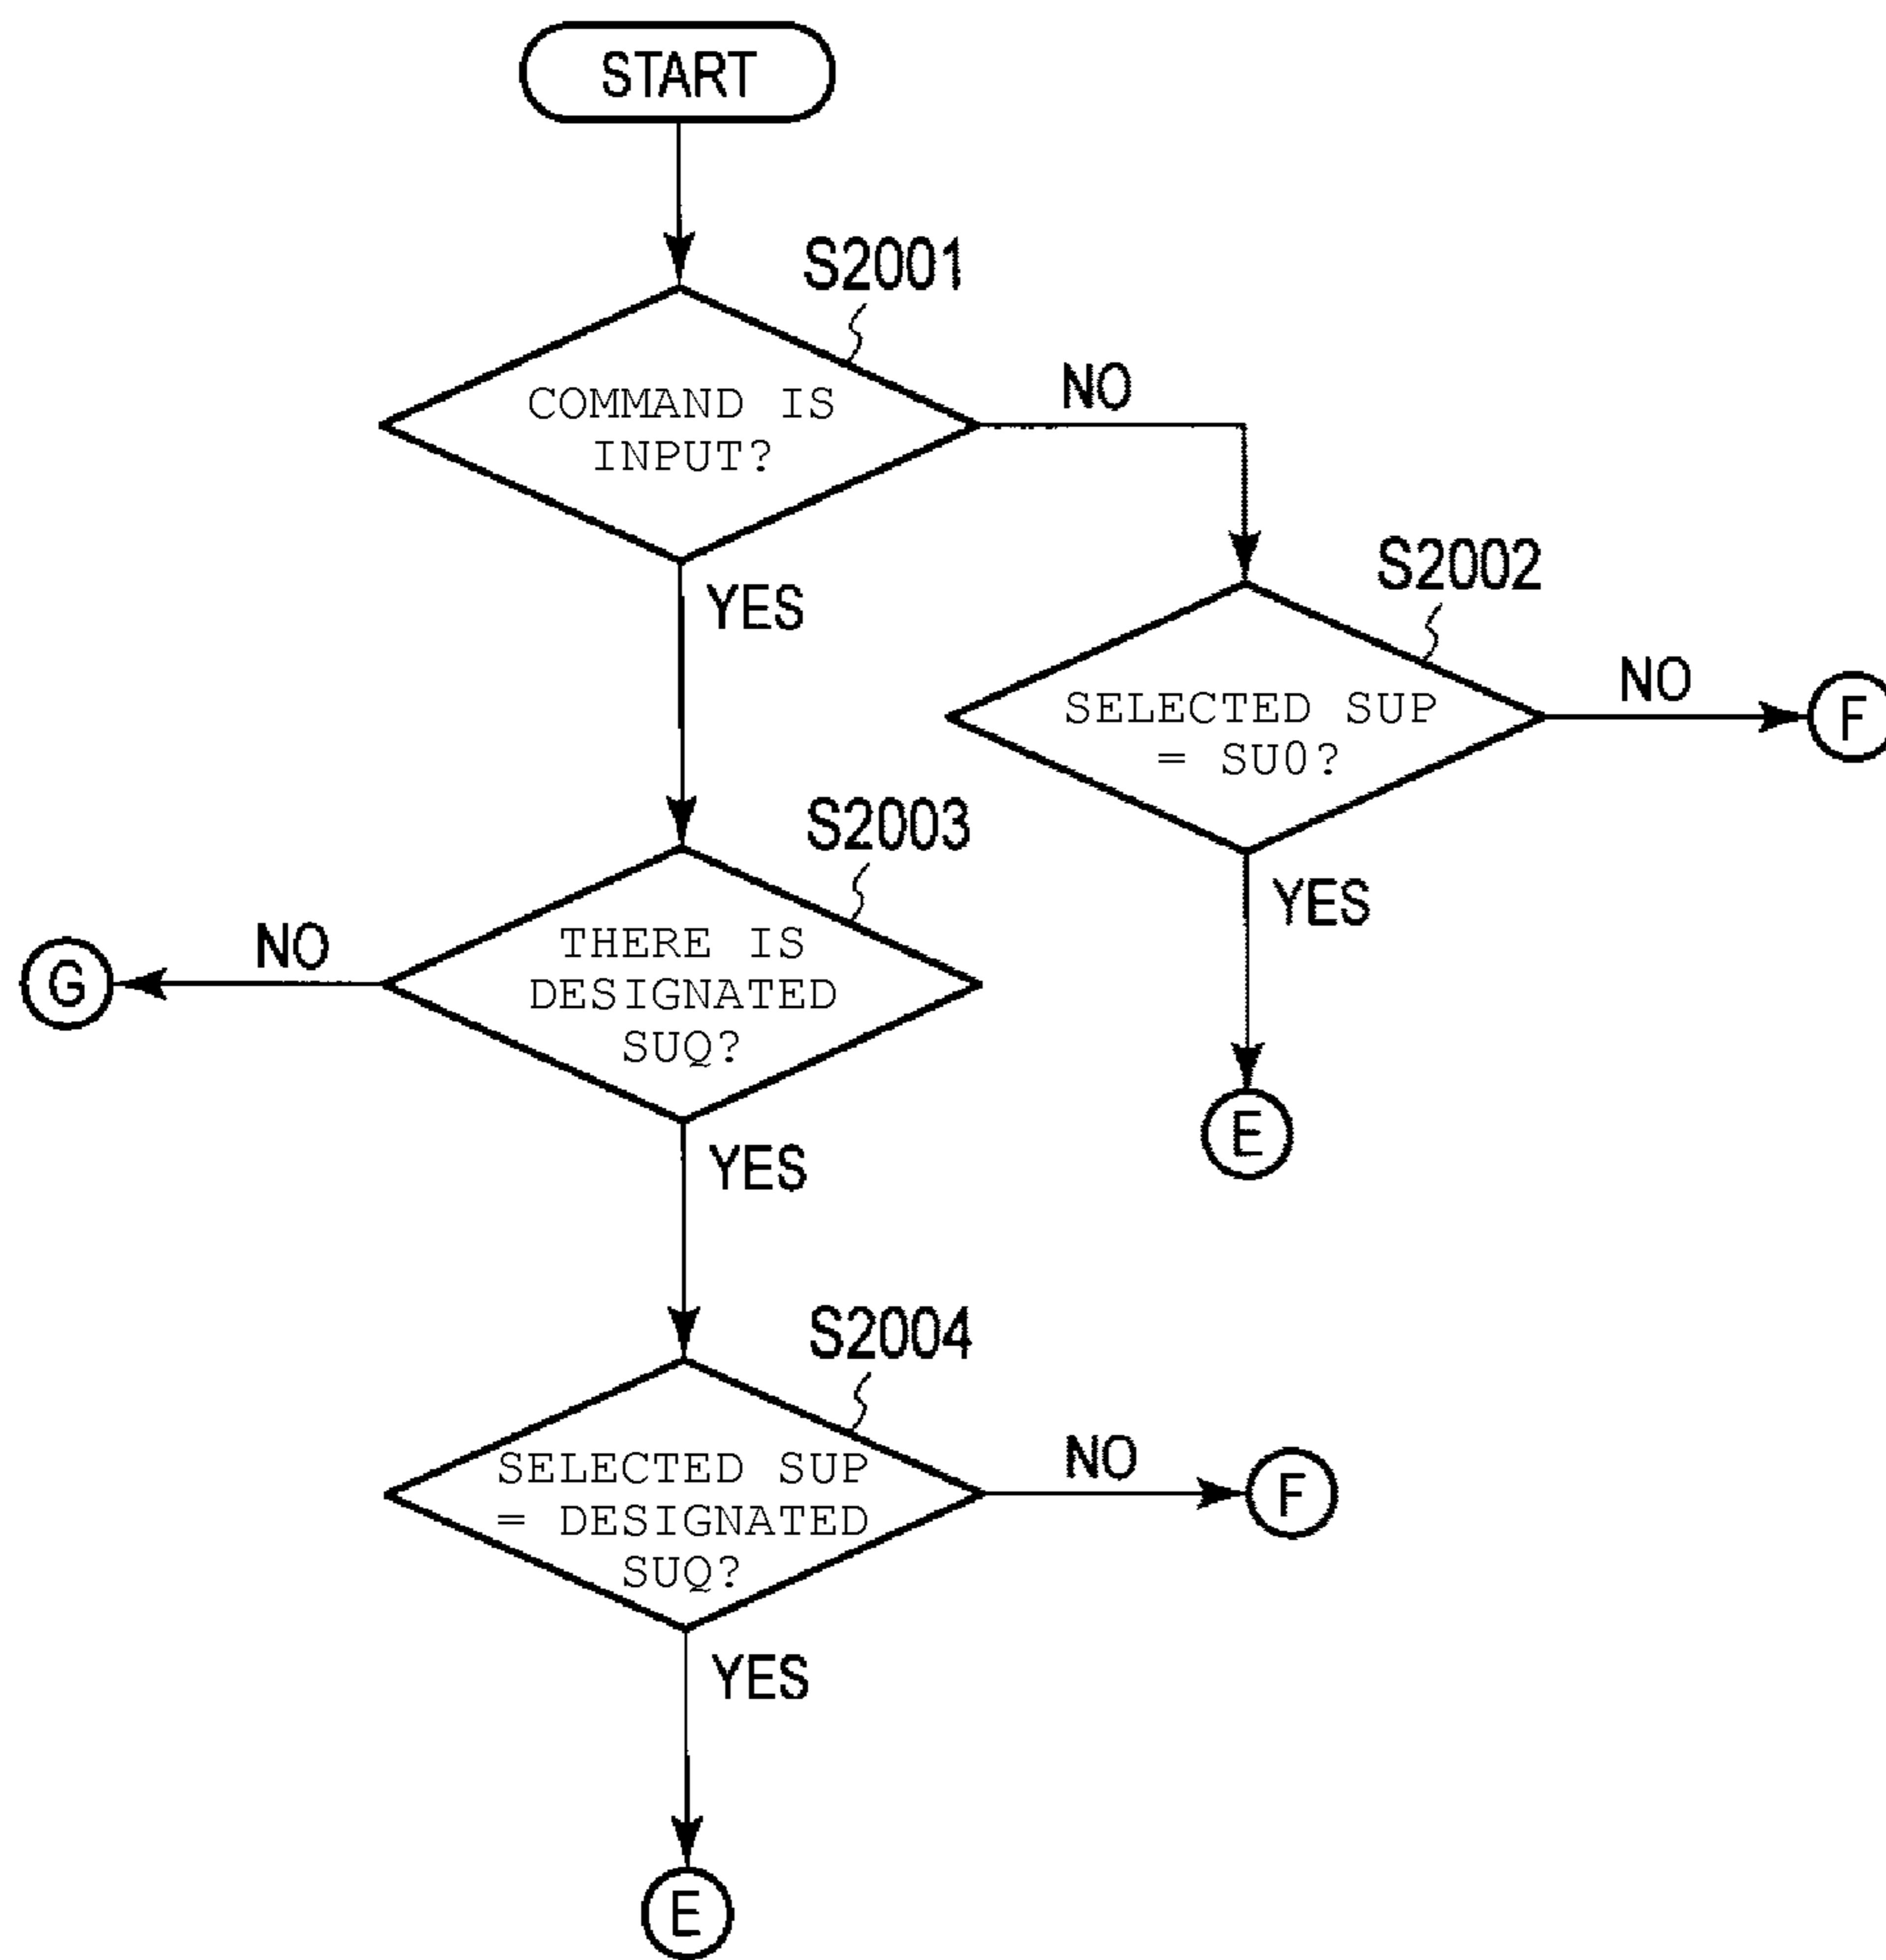 START
S2001
COMMAND IS
INPUT?
NO
YES
S2002
SELECTED SUP
= SU0?
NO
F
YES
E
S2003
THERE IS
DESIGNATED
SUQ?
NO
G
YES
S2004
SELECTED SUP
= DESIGNATED
SUQ?
NO
F
YES
E